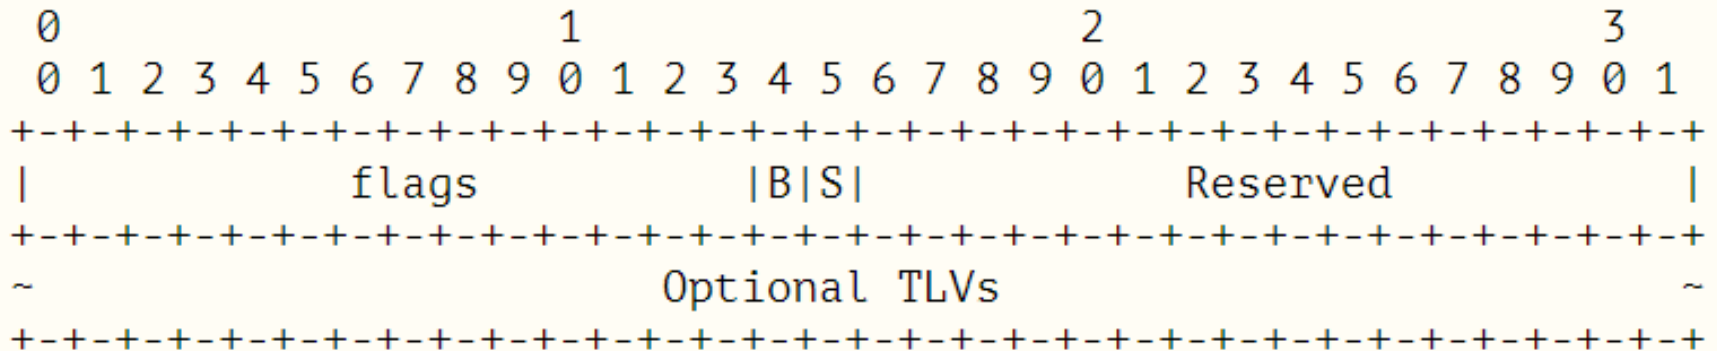 0                   1                   2                   3
 0 1 2 3 4 5 6 7 8 9 0 1 2 3 4 5 6 7 8 9 0 1 2 3 4 5 6 7 8 9 0 1
+-+-+-+-+-+-+-+-+-+-+-+-+-+-+-+-+-+-+-+-+-+-+-+-+-+-+-+-+-+-+-+-+
|            flags          |B|S|            Reserved           |
+-+-+-+-+-+-+-+-+-+-+-+-+-+-+-+-+-+-+-+-+-+-+-+-+-+-+-+-+-+-+-+-+
~                        Optional TLVs                          ~
+-+-+-+-+-+-+-+-+-+-+-+-+-+-+-+-+-+-+-+-+-+-+-+-+-+-+-+-+-+-+-+-+